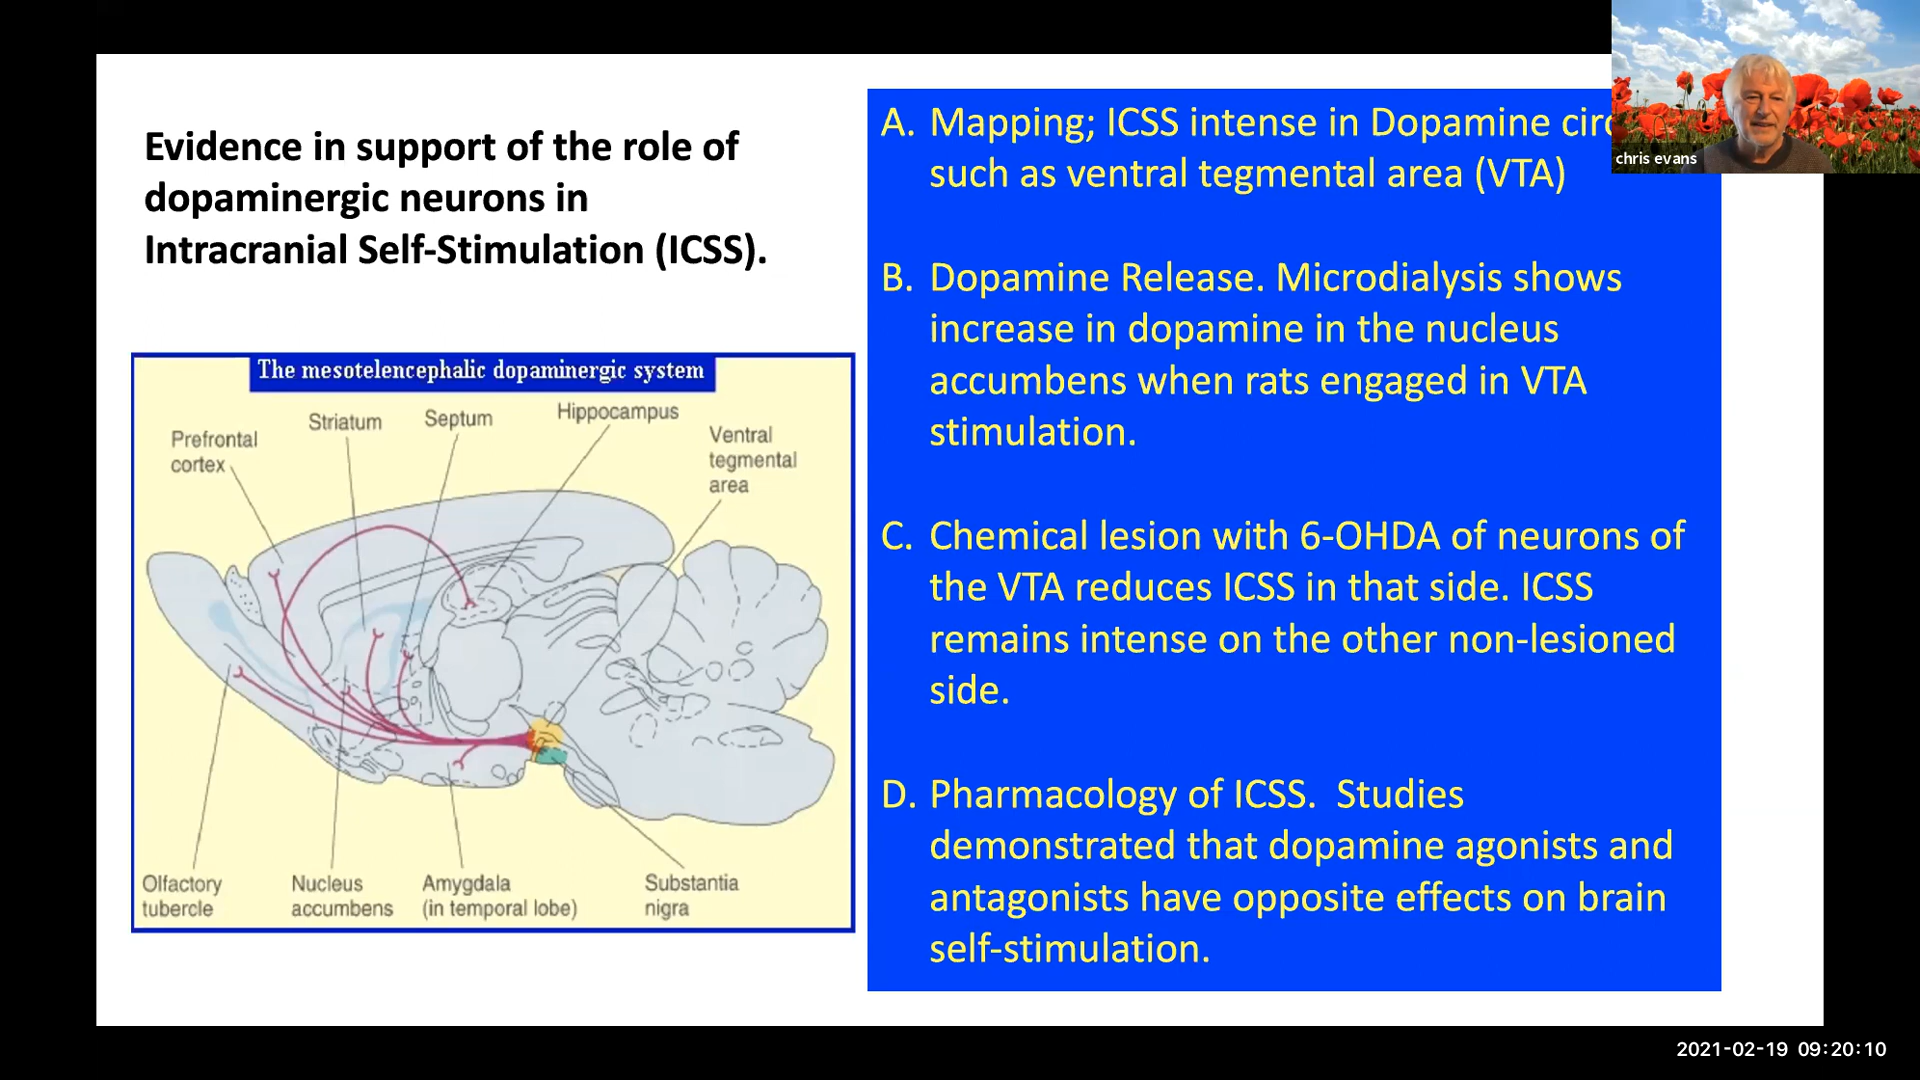 Evidence in support of the role of
dopaminergic neurons in
Intracranial Self-Stimulation (ICSS).
The mesotelencephalic dopaminergic system
Prefrontal
cortex
Striatum
Septum
Hippocampus
Ventral
tegmental
area
Olfactory
tubercle
Nucleus
accumbens
Amygdala
(in temporal lobe)
Substantia
nigra
A. Mapping; ICSS intense in Dopamine
such as ventral tegmental area (VTA)
B. Dopamine Release. Microdialysis shows
increase in dopamine in the nucleus
accumbens when rats engaged in VTA
stimulation.
C. Chemical lesion with 6-OHDA of neurons of
the VTA reduces ICSS in that side. ICSS
remains intense on the other non-lesioned
side.
D. Pharmacology of ICSS. Studies
demonstrated that dopamine agonists and
antagonists have opposite effects on brain
self-stimulation.
chris evans
2021-02-19 09:20:10